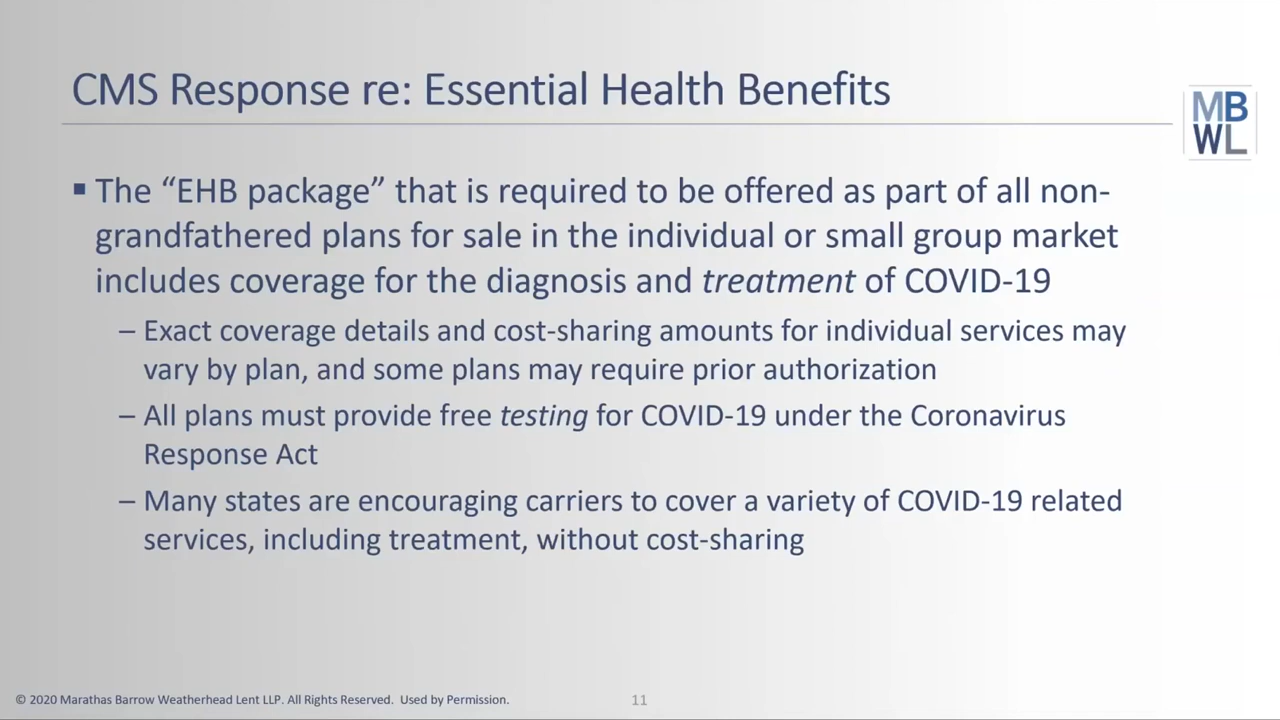 CMS Response re: Essential Health Benefits
MB
WL
▪ The “EHB package” that is required to be offered as part of all non-
grandfathered plans for sale in the individual or small group market
includes coverage for the diagnosis and treatment of COVID-19
– Exact coverage details and cost-sharing amounts for individual services may
vary by plan, and some plans may require prior authorization
– All plans must provide free testing for COVID-19 under the Coronavirus
Response Act
– Many states are encouraging carriers to cover a variety of COVID-19 related
services, including treatment, without cost-sharing
© 2020 Marathas Barrow Weatherhead Lent LLP. All Rights Reserved. Used by Permission.
11